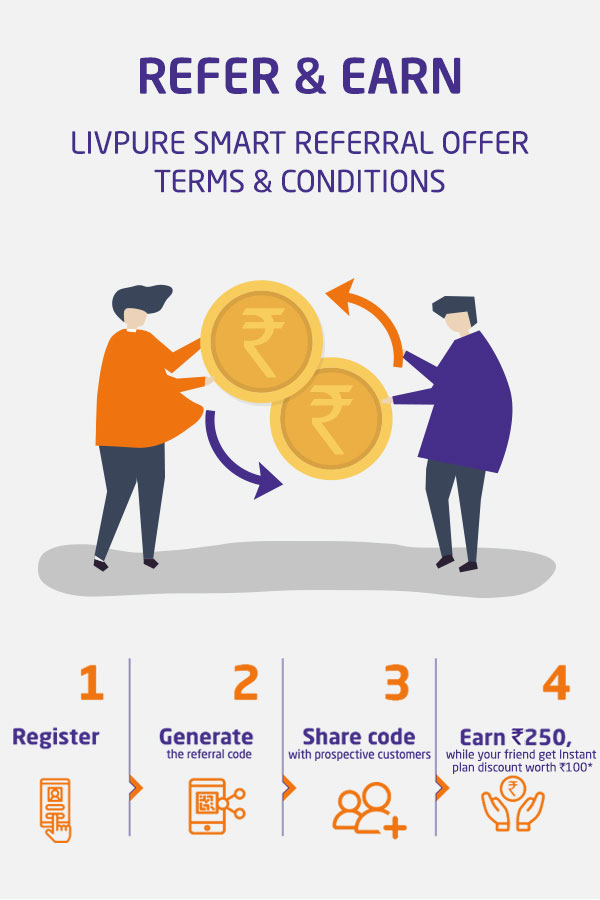 REFER & EARN
LIVPURE SMART REFERRAL OFFER
TERMS & CONDITIONS
₹
₹
1
Register
2
Generate
the referral code
3
Share code
with prospective customers
4
Earn ₹250,
while your friend get Instant
plan discount worth ₹100*
₹